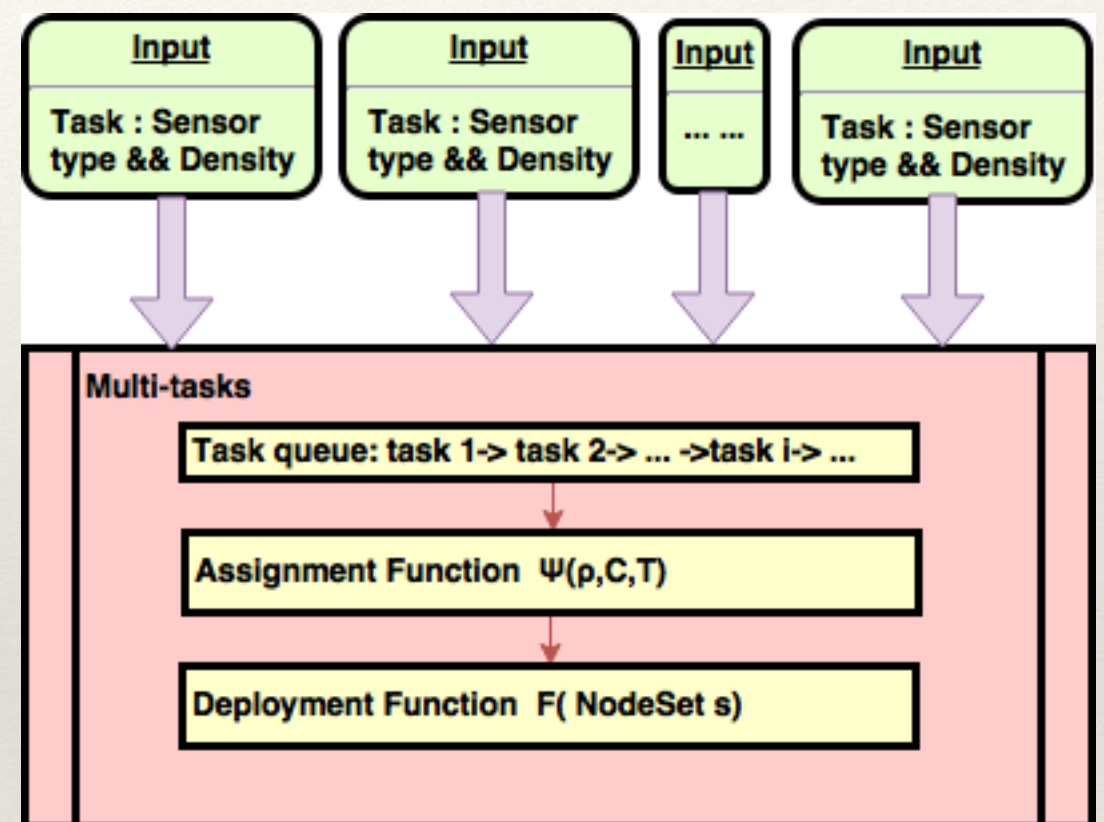 Input
Task : Sensor
type && Density
Input
Task : Sensor
type && Density
Input
... ...
Input
Task : Sensor
type && Density
Multi-tasks
Task queue: task 1-> task 2-> ... ->task i-> ...
Assignment Function Ψ(ρ,C,T)
Deployment Function F( NodeSet s)